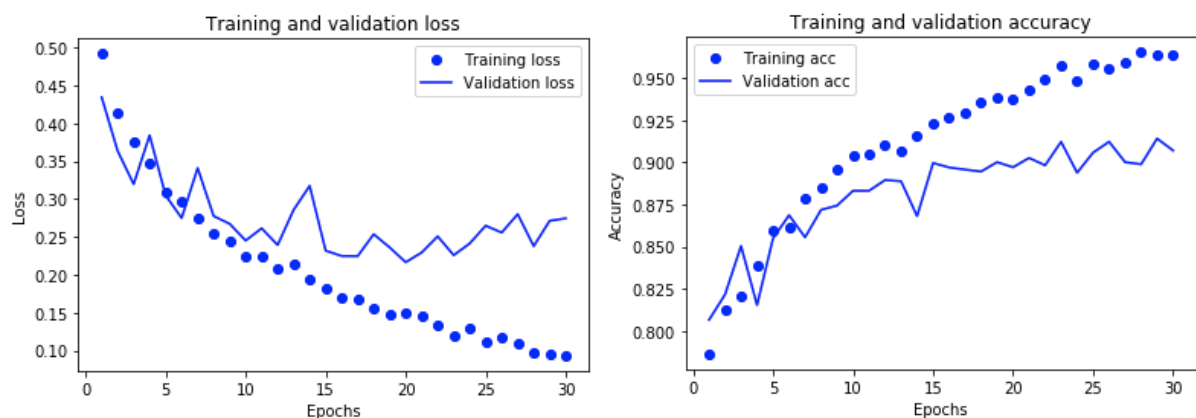 Training and validation loss
Training loss
Validation loss
0.50
0.45
0.40
0.35
0.30
0.25
0.20
0.15
0.10
Loss
0 5 10 15 20 25 30
Epochs
Training and validation accuracy
Training acc
Validation acc
0.950
0.925
0.900
0.875
0.850
0.825
0.800
Accuracy
0 5 10 15 20 25 30
Epochs